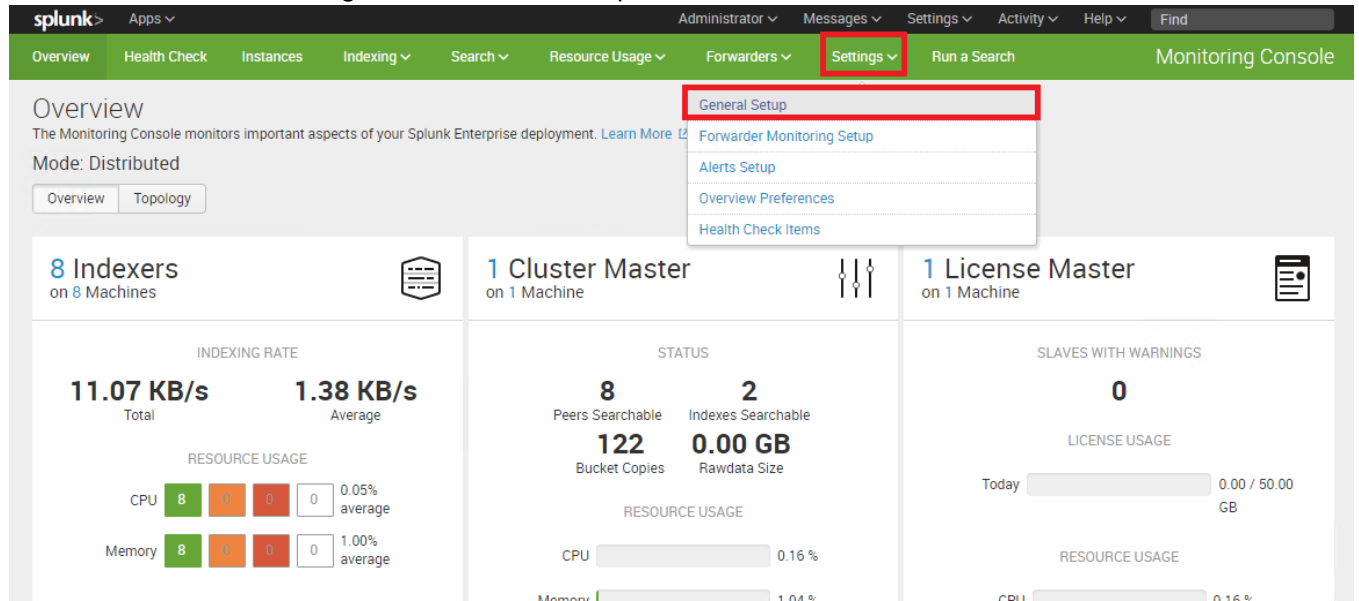 splunk> Apps Administrator Messages Settings Activity Help Find
Overview Health Check Instances Indexing Search Resource Usage Forwarders Settings Run a Search Monitoring Console
Overview
The Monitoring Console monitors important aspects of your Splunk Enterprise deployment. Learn More
Mode: Distributed
Overview Topology
General Setup
Forwarder Monitoring Setup
Alerts Setup
Overview Preferences
Health Check Items
8 Indexers
on 8 Machines
INDEXING RATE
11.07 KB/s 1.38 KB/s
Total Average
RESOURCE USAGE
CPU 8 0 0 0 0.05%
average
Memory 8 0 0 0 1.00%
average
1 Cluster Master
on 1 Machine
STATUS
8 2
Peers Searchable Indexes Searchable
122 0.00 GB
Bucket Copies Rawdata Size
RESOURCE USAGE
CPU 0.16 %
Memory 1.04 %
1 License Master
on 1 Machine
SLAVES WITH WARNINGS
0
LICENSE USAGE
Today 0.00 / 50.00
GB
RESOURCE USAGE
CPU 0.16 %